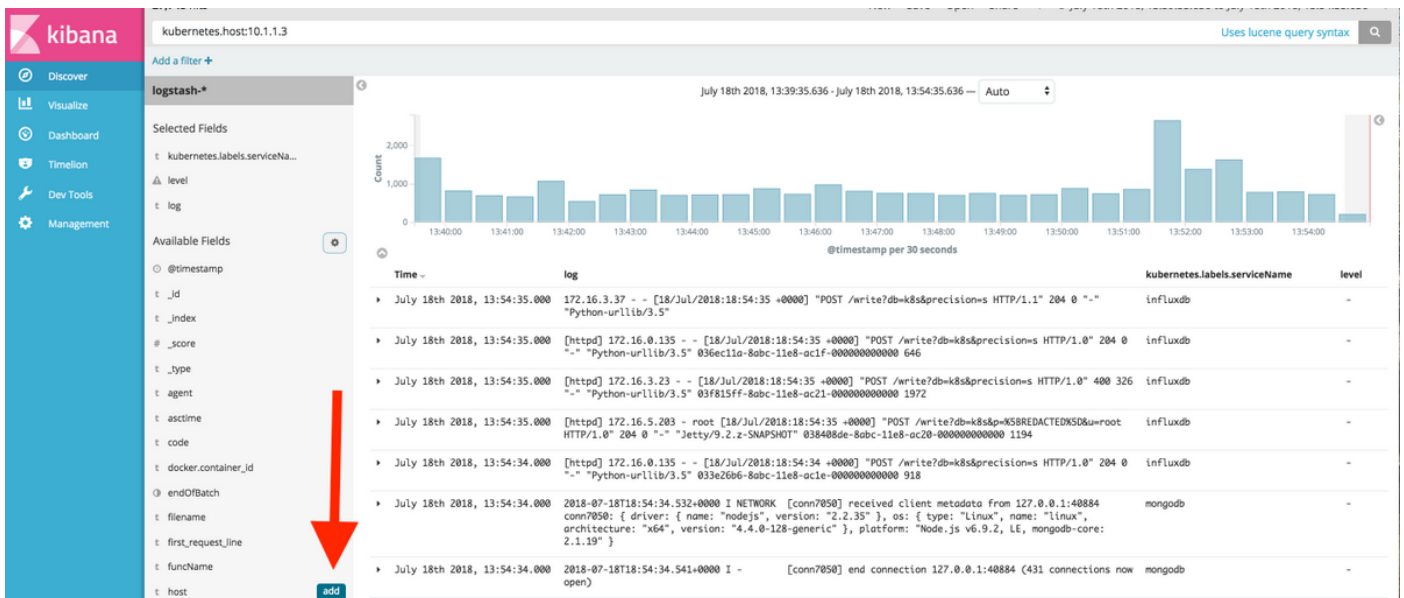 kibana
kubernetes.host:10.1.1.3
Uses lucene query syntax
Add a filter +
Discover
Visualize
Dashboard
Timelion
Dev Tools
Management
logstash-*
Selected Fields
t kubernetes.labels.serviceNa...
level
t log
Available Fields
@timestamp
t _id
t _index
# _score
t _type
t agent
t asctime
t code
t docker.container_id
endOfBatch
t filename
t first_request_line
t funcName
t host
add
July 18th 2018, 13:39:35.636 - July 18th 2018, 13:54:35.636 — Auto
Count
2,000
1,000
0
13:40:00 13:41:00 13:42:00 13:43:00 13:44:00 13:45:00 13:46:00 13:47:00 13:48:00 13:49:00 13:50:00 13:51:00 13:52:00 13:53:00 13:54:00
@timestamp per 30 seconds
Time log kubernetes.labels.serviceName level
July 18th 2018, 13:54:35.000 172.16.3.37 - - [18/Jul/2018:18:54:35 +0000] "POST /write?db=k8s&precision=s HTTP/1.1" 204 0 "-" influxdb -
"Python-urllib/3.5"
July 18th 2018, 13:54:35.000 [httpd] 172.16.0.135 - - [18/Jul/2018:18:54:35 +0000] "POST /write?db=k8s&precision=s HTTP/1.0" 204 0 influxdb -
"-" "Python-urllib/3.5" 036ec11a-8abc-11e8-ac1f-000000000000 646
July 18th 2018, 13:54:35.000 [httpd] 172.16.3.23 - - [18/Jul/2018:18:54:35 +0000] "POST /write?db=k8s&precision=s HTTP/1.0" 400 326 influxdb -
"-" "Python-urllib/3.5" 03f815ff-8abc-11e8-ac21-000000000000 1972
July 18th 2018, 13:54:35.000 [httpd] 172.16.5.203 - root [18/Jul/2018:18:54:35 +0000] "POST /write?db=k8s&p=%5BREDACTED%5D&u=root influxdb -
HTTP/1.0" 204 0 "-" "Jetty/9.2.z-SNAPSHOT" 038408de-8abc-11e8-ac20-000000000000 1194
July 18th 2018, 13:54:34.000 [httpd] 172.16.0.135 - - [18/Jul/2018:18:54:34 +0000] "POST /write?db=k8s&precision=s HTTP/1.0" 204 0 influxdb -
"-" "Python-urllib/3.5" 033e26b6-8abc-11e8-ac1e-000000000000 918
July 18th 2018, 13:54:34.000 2018-07-18T18:54:34.532+0000 I NETWORK [conn7050] received client metadata from 127.0.0.1:40884 mongodb -
conn7050: { driver: { name: "nodejs", version: "2.2.35" }, os: { type: "Linux", name: "linux",
architecture: "x64", version: "4.4.0-128-generic" }, platform: "Node.js v6.9.2, LE, mongodb-core:
2.1.19" }
July 18th 2018, 13:54:34.000 2018-07-18T18:54:34.541+0000 I - [conn7050] end connection 127.0.0.1:40884 (431 connections now mongodb -
open)